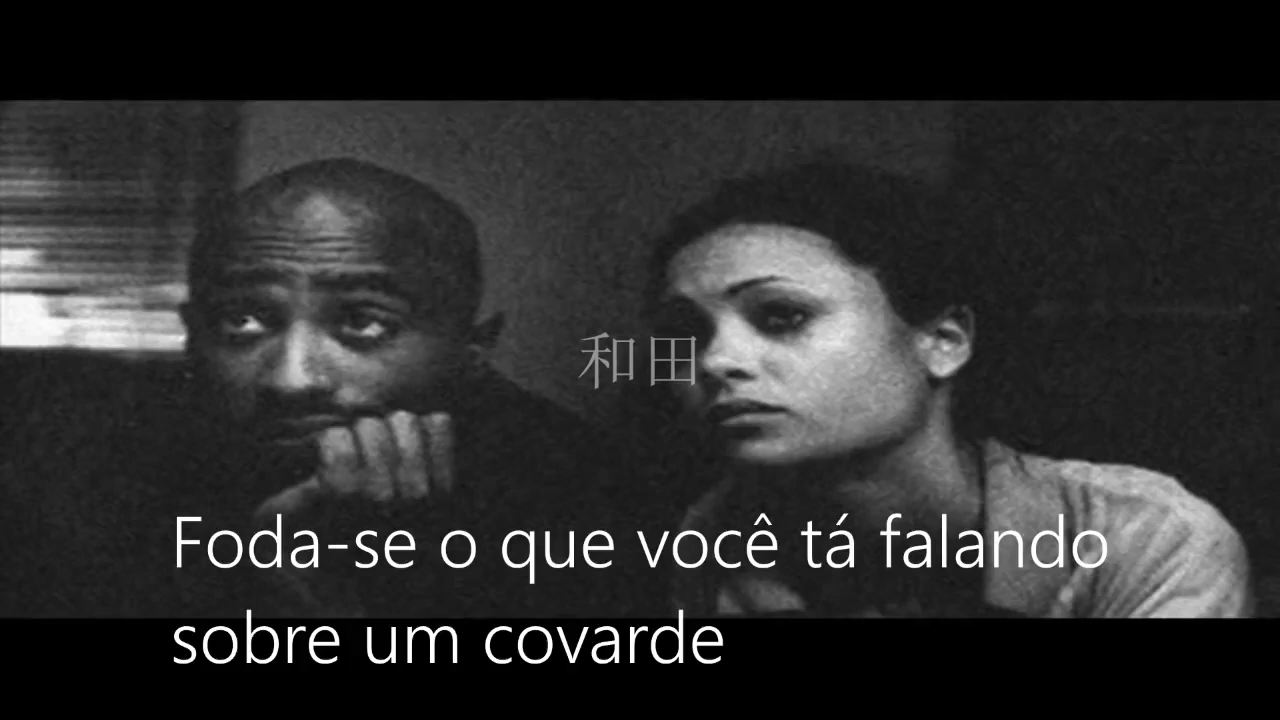 和田
Foda-se o que você tá falando
sobre um covarde